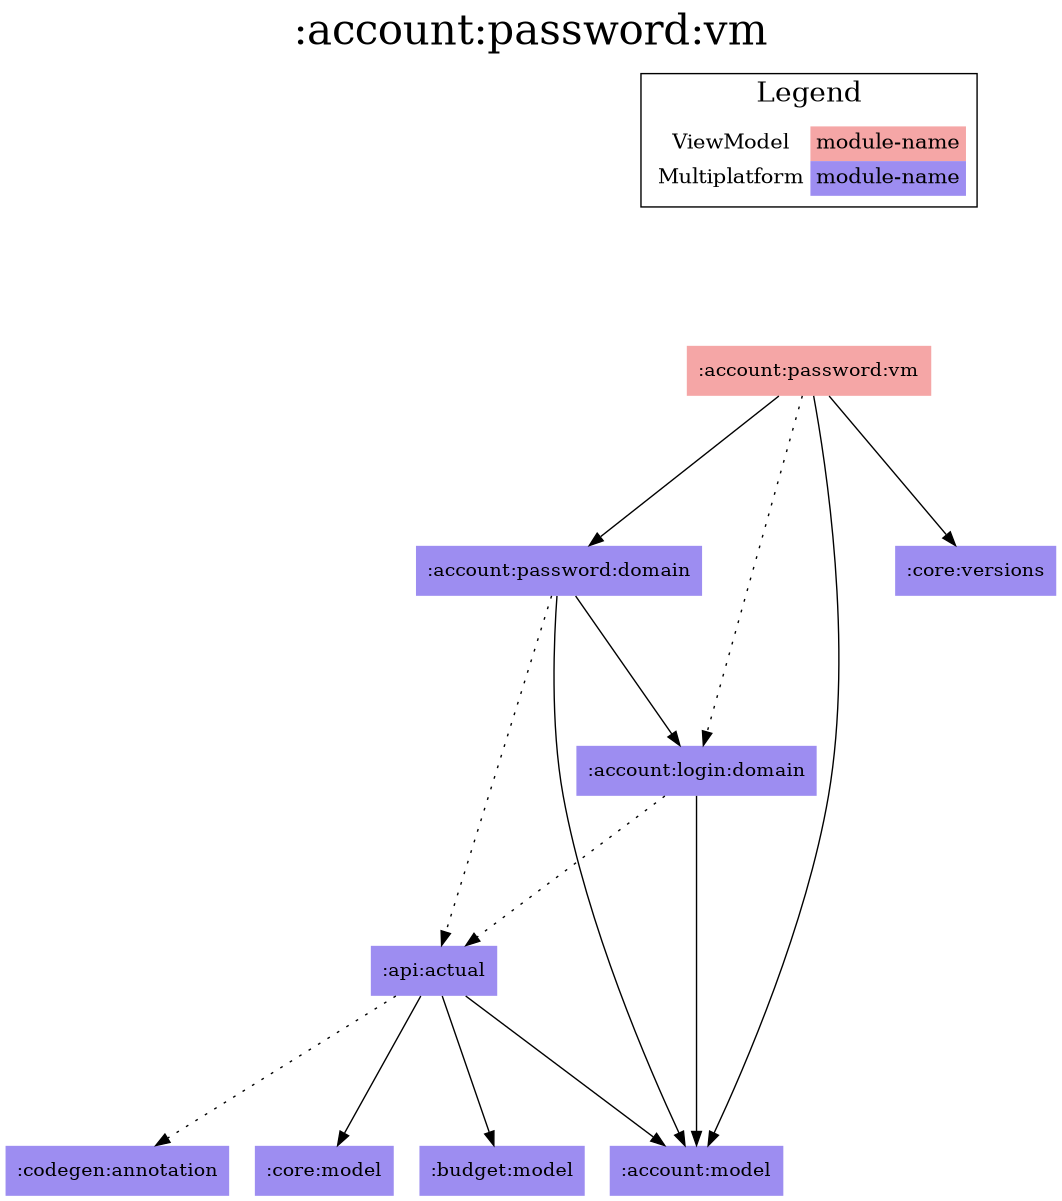 :account:password:vm
Legend
ViewModel module-name
Multiplatform module-name
:account:password:vm
:account:password:domain
:core:versions
:account:login:domain
:api:actual
:codegen:annotation
:core:model
:budget:model
:account:model